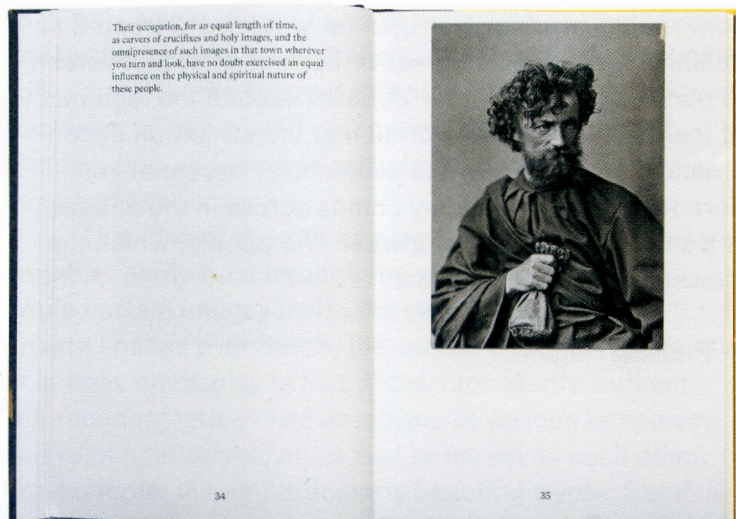 Their occupation, for an equal length of time,
as carvers of crucifixes and holy images, and the
omnipresence of such images in that town wherever
you turn and look, have no doubt exercised an equal
influence on the physical and spiritual nature of
these people.
34
35